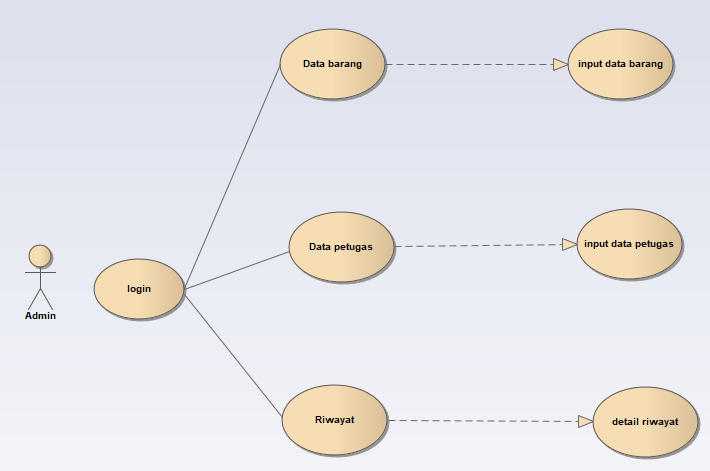 Data barang
input data barang
Data petugas
input data petugas
login
Admin
Riwayat
detail riwayat